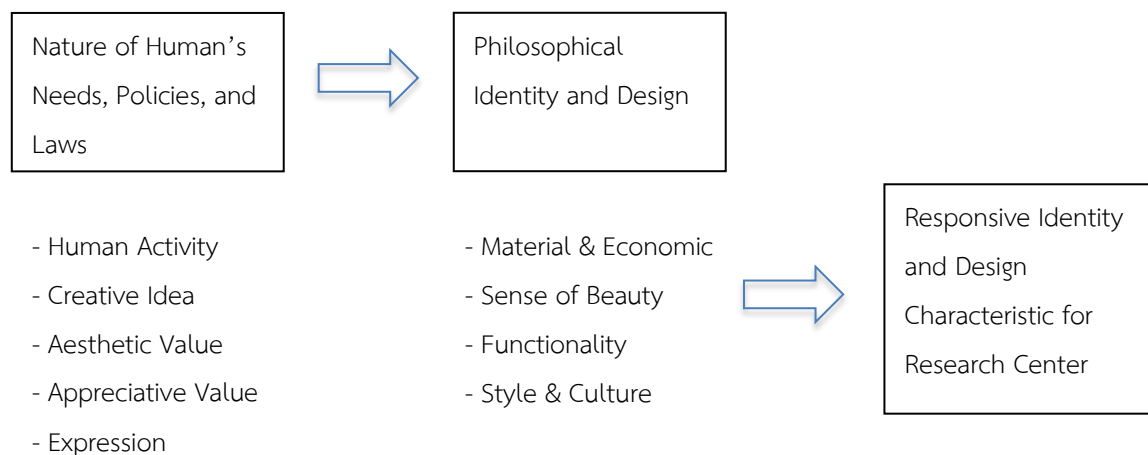 Nature of Human’s
Needs, Policies, and
Laws
Philosophical
Identity and Design
- Human Activity
- Creative Idea
- Aesthetic Value
- Appreciative Value
- Expression
- Material & Economic
- Sense of Beauty
- Functionality
- Style & Culture
Responsive Identity
and Design
Characteristic for
Research Center